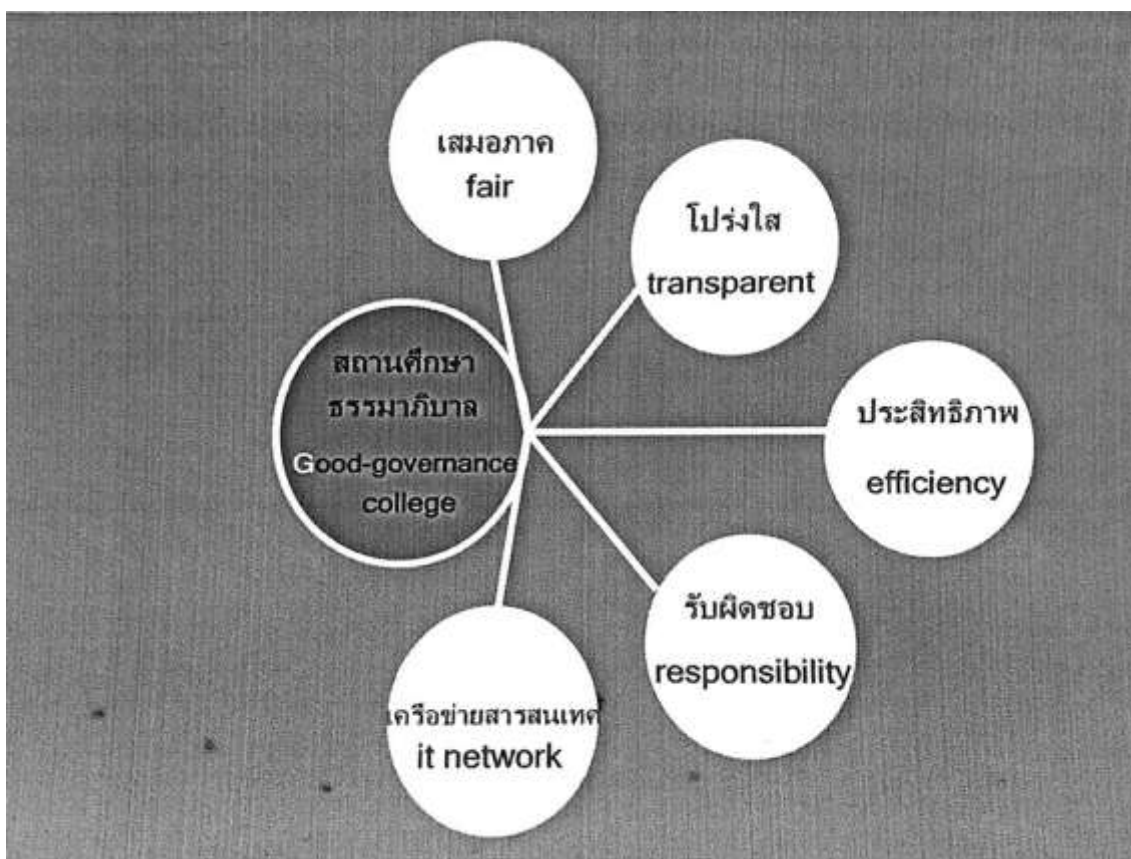 เสมอภาค
fair
โปร่งใส
transparent
สถานศึกษา
ธรรมาภิบาล
Good-governance
college
ประสิทธิภาพ
efficiency
รับผิดชอบ
responsibility
เครือข่ายสารสนเทศ
it network